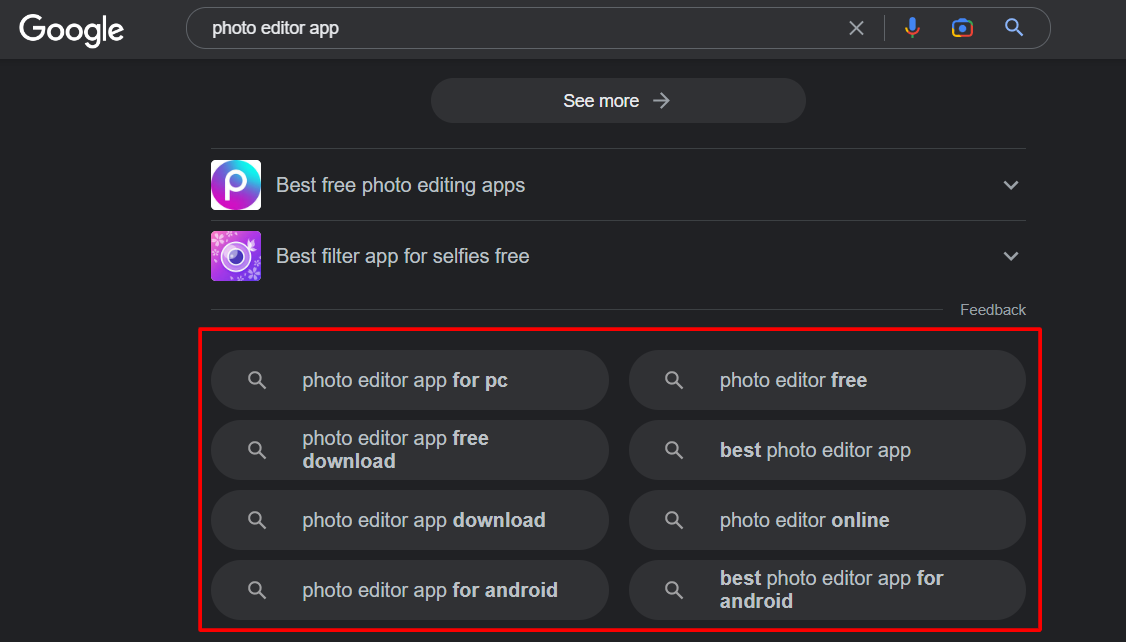 Google
photo editor app
See more
Best free photo editing apps
Best filter app for selfies free
Feedback
photo editor app for pc
photo editor free
photo editor app free
download
best photo editor app
photo editor app download
photo editor online
photo editor app for android
best photo editor app for
android